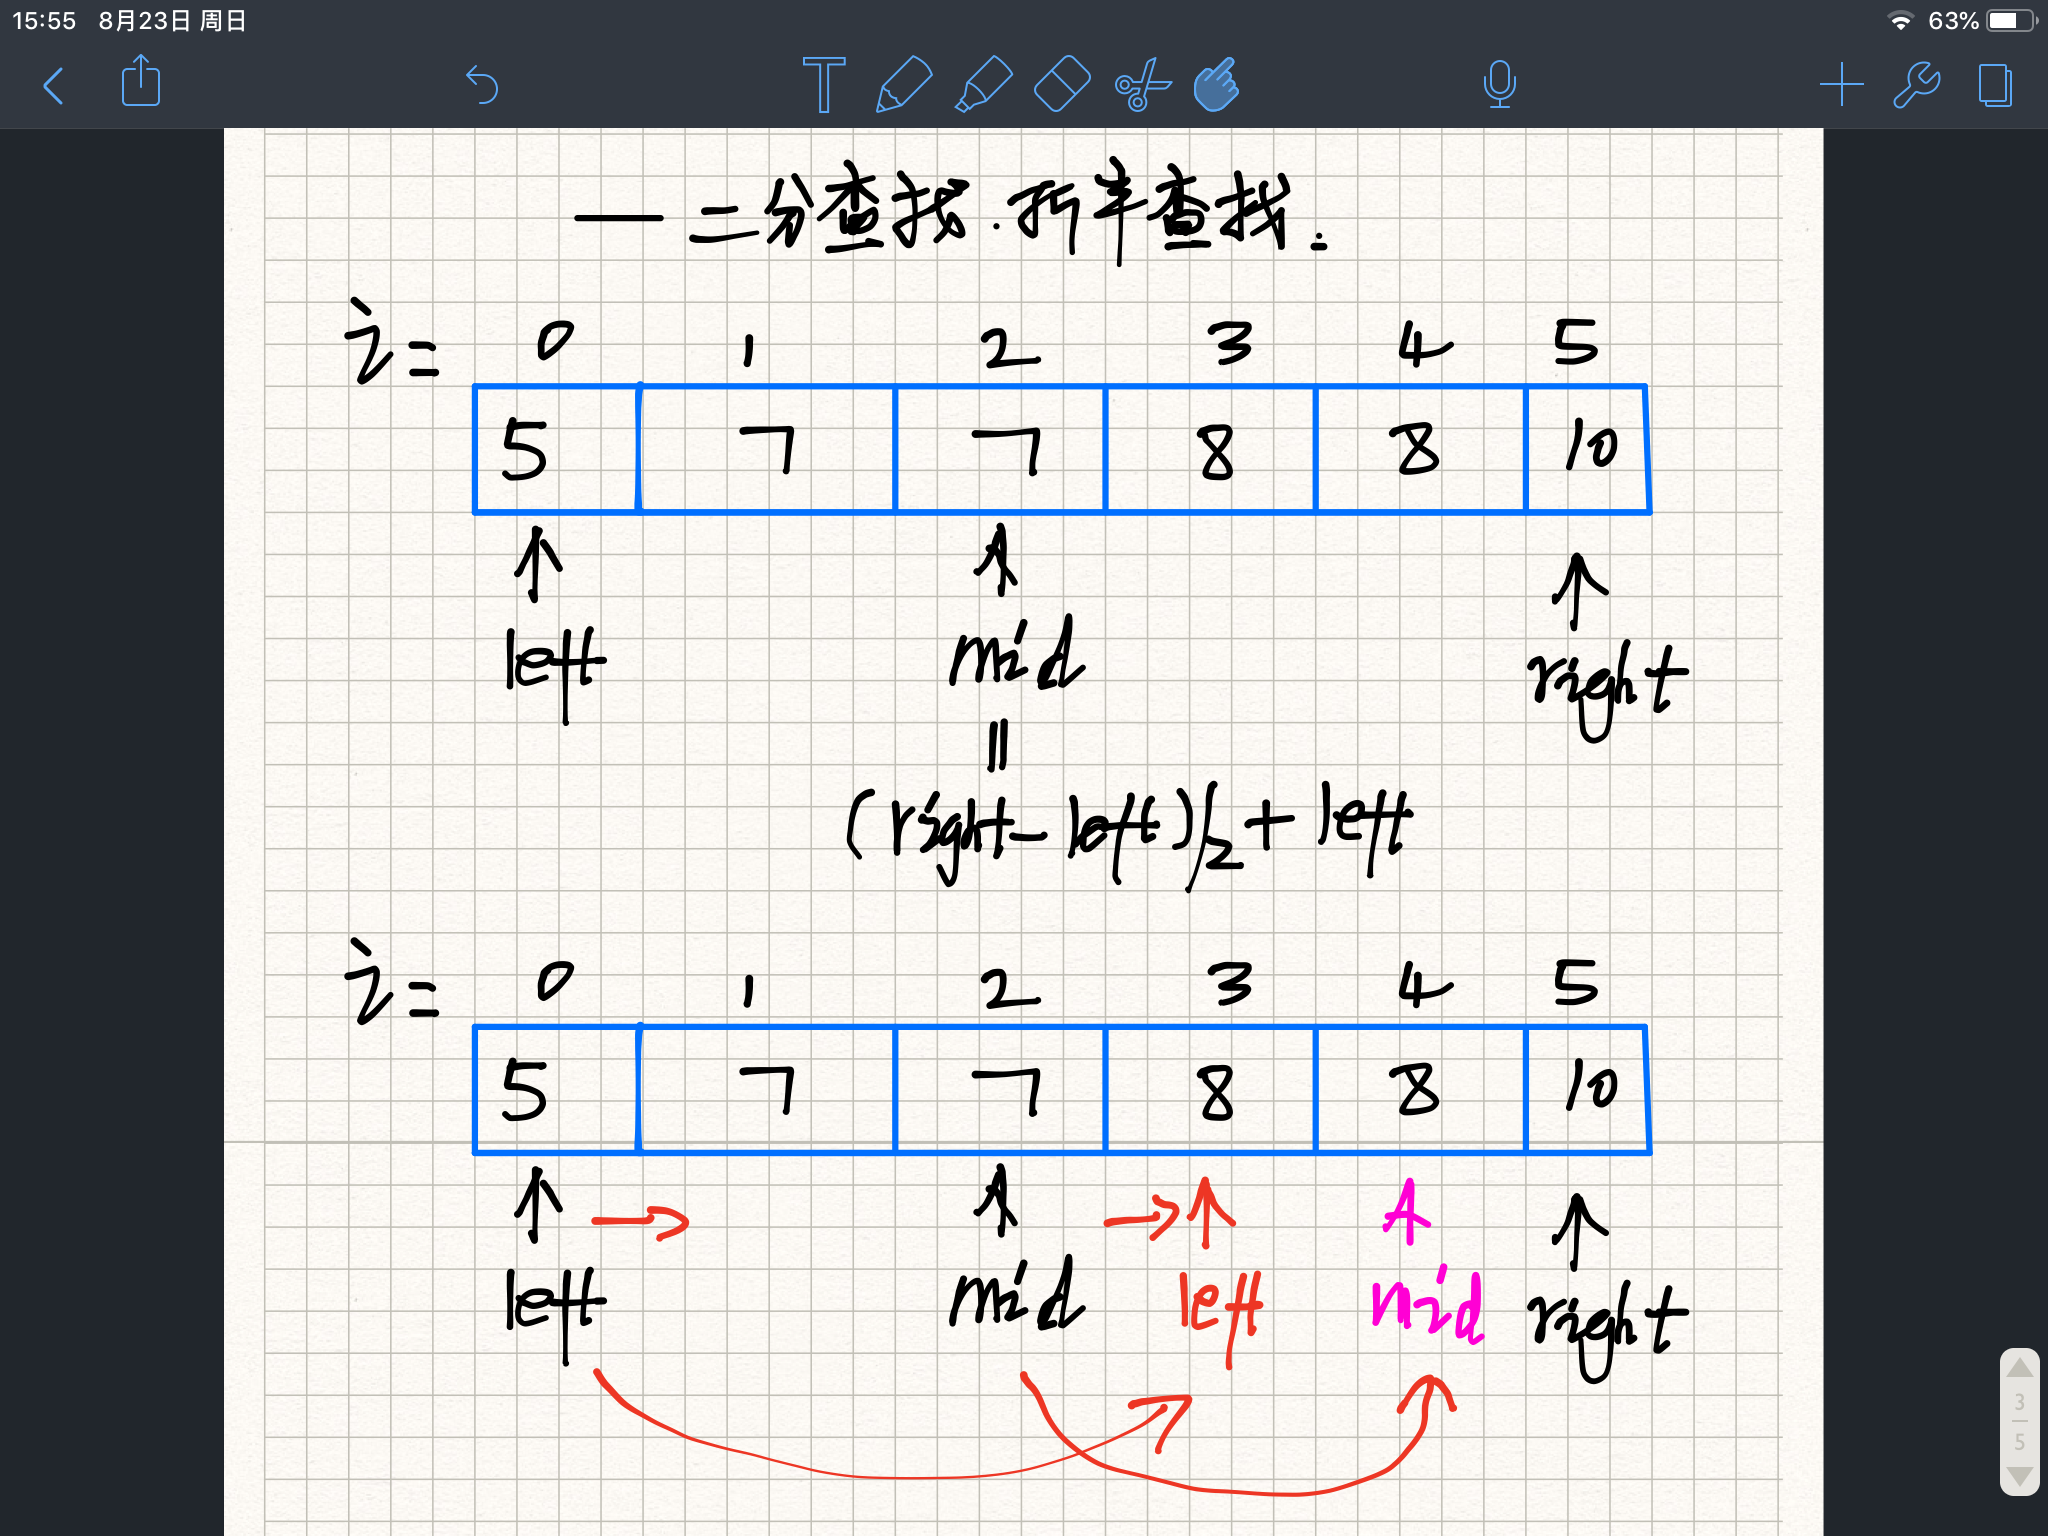 15:55 8月23日 周日 63%
T
— 二分查找.折半查找:
i= 0 1 2 3 4 5
5 7 7 8 8 10
left mid right
=
(right-left)/2+left
i= 0 1 2 3 4 5
5 7 7 8 8 10
left mid left mid right
3
5